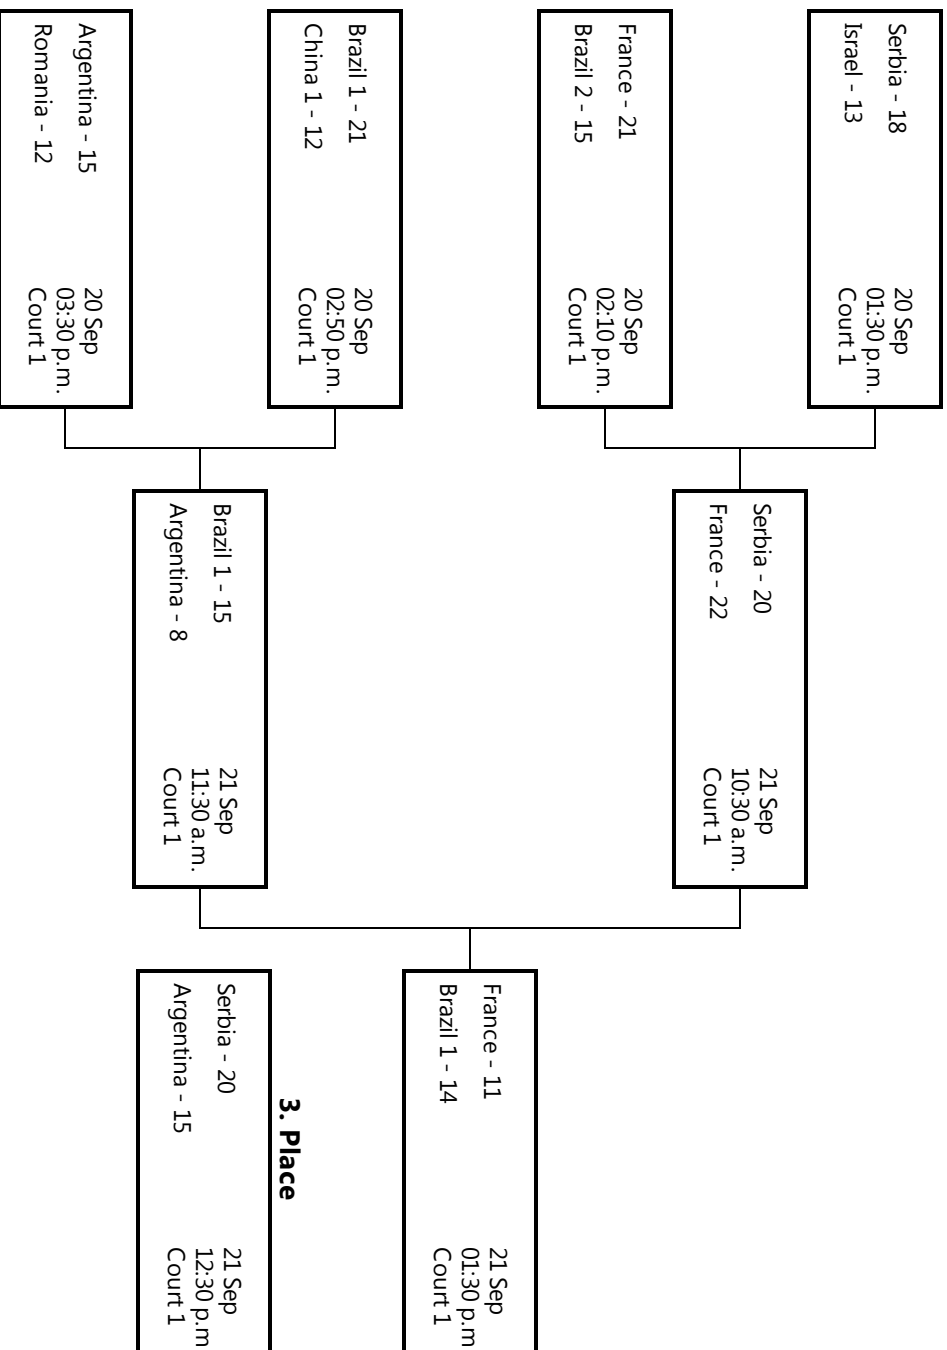 Serbia - 18
Israel - 13
20 Sep
01:30 p.m.
Court 1
France - 21
Brazil 2 - 15
20 Sep
02:10 p.m.
Court 1
Brazil 1 - 21
China 1 - 12
20 Sep
02:50 p.m.
Court 1
Argentina - 15
Romania - 12
20 Sep
03:30 p.m.
Court 1
Serbia - 20
France - 22
21 Sep
10:30 a.m.
Court 1
Brazil 1 - 15
Argentina - 8
21 Sep
11:30 a.m.
Court 1
France - 11
Brazil 1 - 14
21 Sep
01:30 p.m
Court 1
3. Place
Serbia - 20
Argentina - 15
21 Sep
12:30 p.m
Court 1